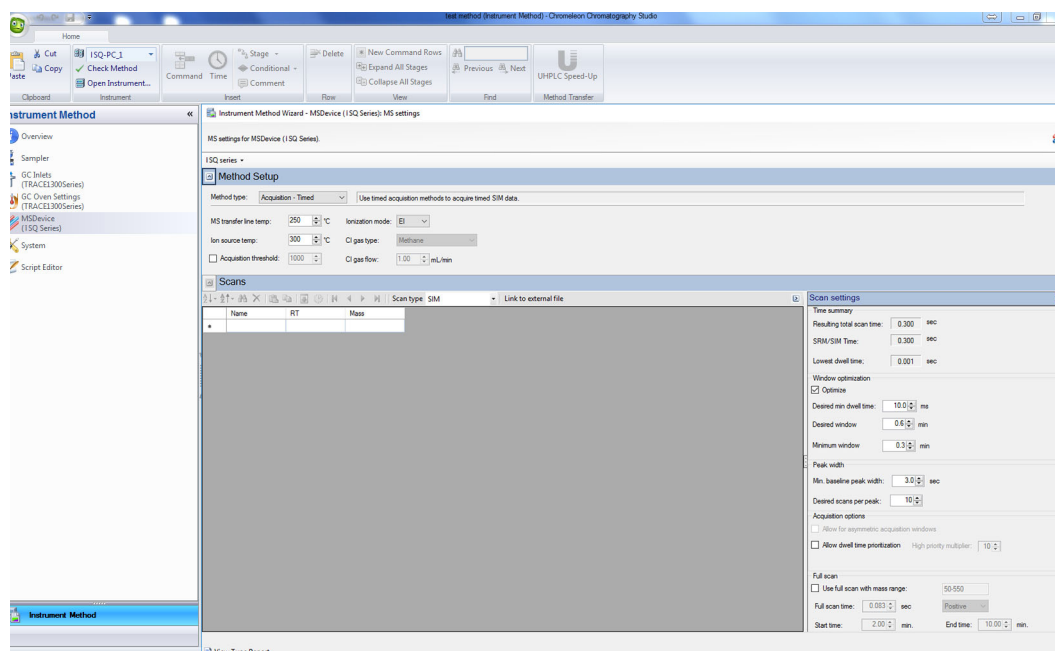 test method (Instrument Method) - Chromeleon Chromatography Studio
Home
Cut
Copy
Paste
Clipboard
ISQ-PC_1
Check Method
Open Instrument...
Instrument
Command
Time
Stage
Conditional
Comment
Insert
Delete
Row
New Command Rows
Expand All Stages
Collapse All Stages
View
Previous
Next
Find
UHPLC Speed-Up
Method Transfer
Instrument Method «
Overview
Sampler
GC Inlets
(TRACE1300Series)
GC Oven Settings
(TRACE1300Series)
MSDevice
(ISQ Series)
System
Script Editor
Instrument Method
Instrument Method Wizard - MSDevice (ISQ Series): MS settings
MS settings for MSDevice (ISQ Series).
ISQ series
Method Setup
Method type: Acquisition - Timed Use timed acquisition methods to acquire timed SIM data.
MS transfer line temp: 250 °C Ionization mode: EI
Ion source temp: 300 °C CI gas type: Methane
Acquisition threshold: 1000 CI gas flow: 1.00 mL/min
Scans
Scan type SIM Link to external file
Name RT Mass
*
Scan settings
Time summary
Resulting total scan time: 0.300 sec
SRM/SIM Time: 0.300 sec
Lowest dwell time: 0.001 sec
Window optimization
Optimize
Desired min dwell time: 10.0 ms
Desired window 0.6 min
Minimum window 0.3 min
Peak width
Min. baseline peak width: 3.0 sec
Desired scans per peak: 10
Acquisition options
Allow for asymmetric acquisition windows
Allow dwell time prioritization High priority multiplier: 10
Full scan
Use full scan with mass range: 50-550
Full scan time: 0.083 sec Positive
Start time: 2.00 min. End time: 10.00 min.